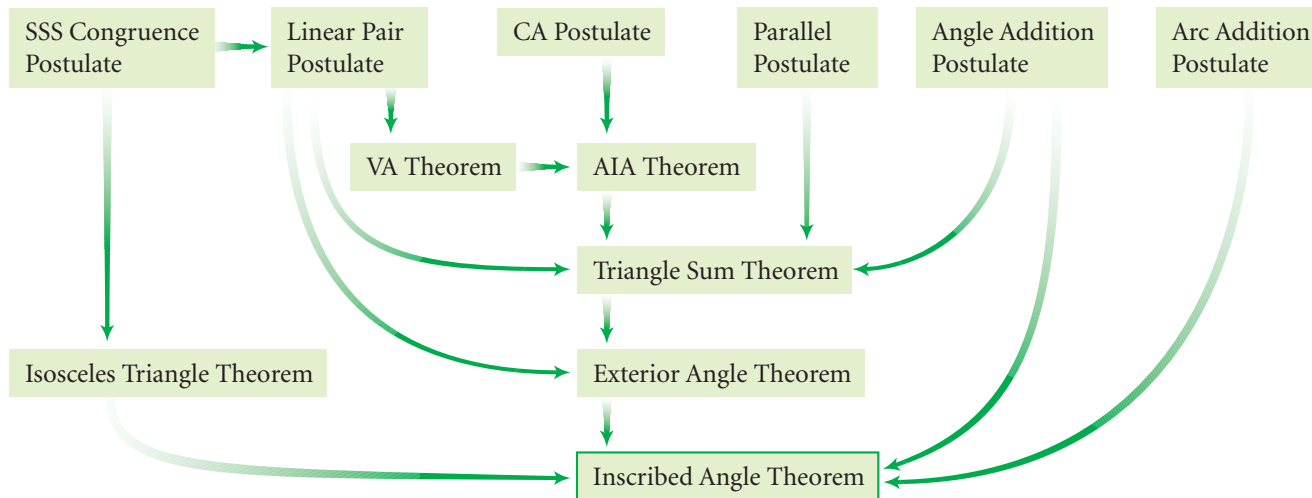 SSS Congruence
Postulate
Linear Pair
Postulate
CA Postulate
Parallel
Postulate
Angle Addition
Postulate
Arc Addition
Postulate
VA Theorem
AIA Theorem
Triangle Sum Theorem
Isosceles Triangle Theorem
Exterior Angle Theorem
Inscribed Angle Theorem